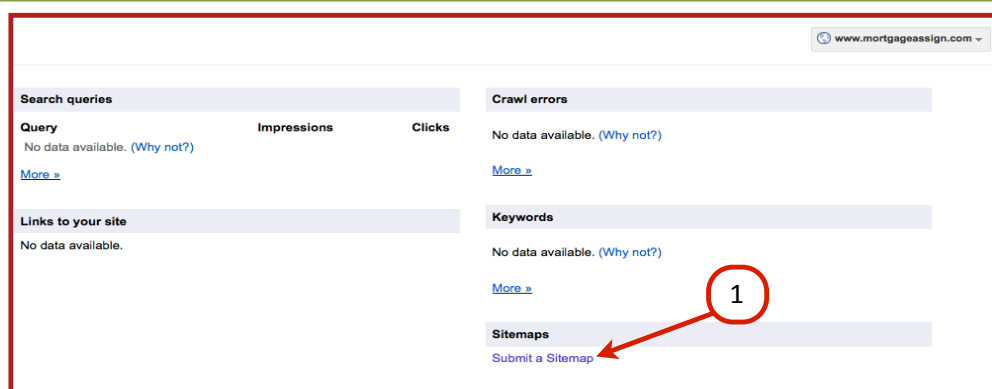 www.mortgageassign.com
Search queries
Query Impressions Clicks
No data available. (Why not?)
More »
Links to your site
No data available.
Crawl errors
No data available. (Why not?)
More »
Keywords
No data available. (Why not?)
More »
1
Sitemaps
Submit a Sitemap